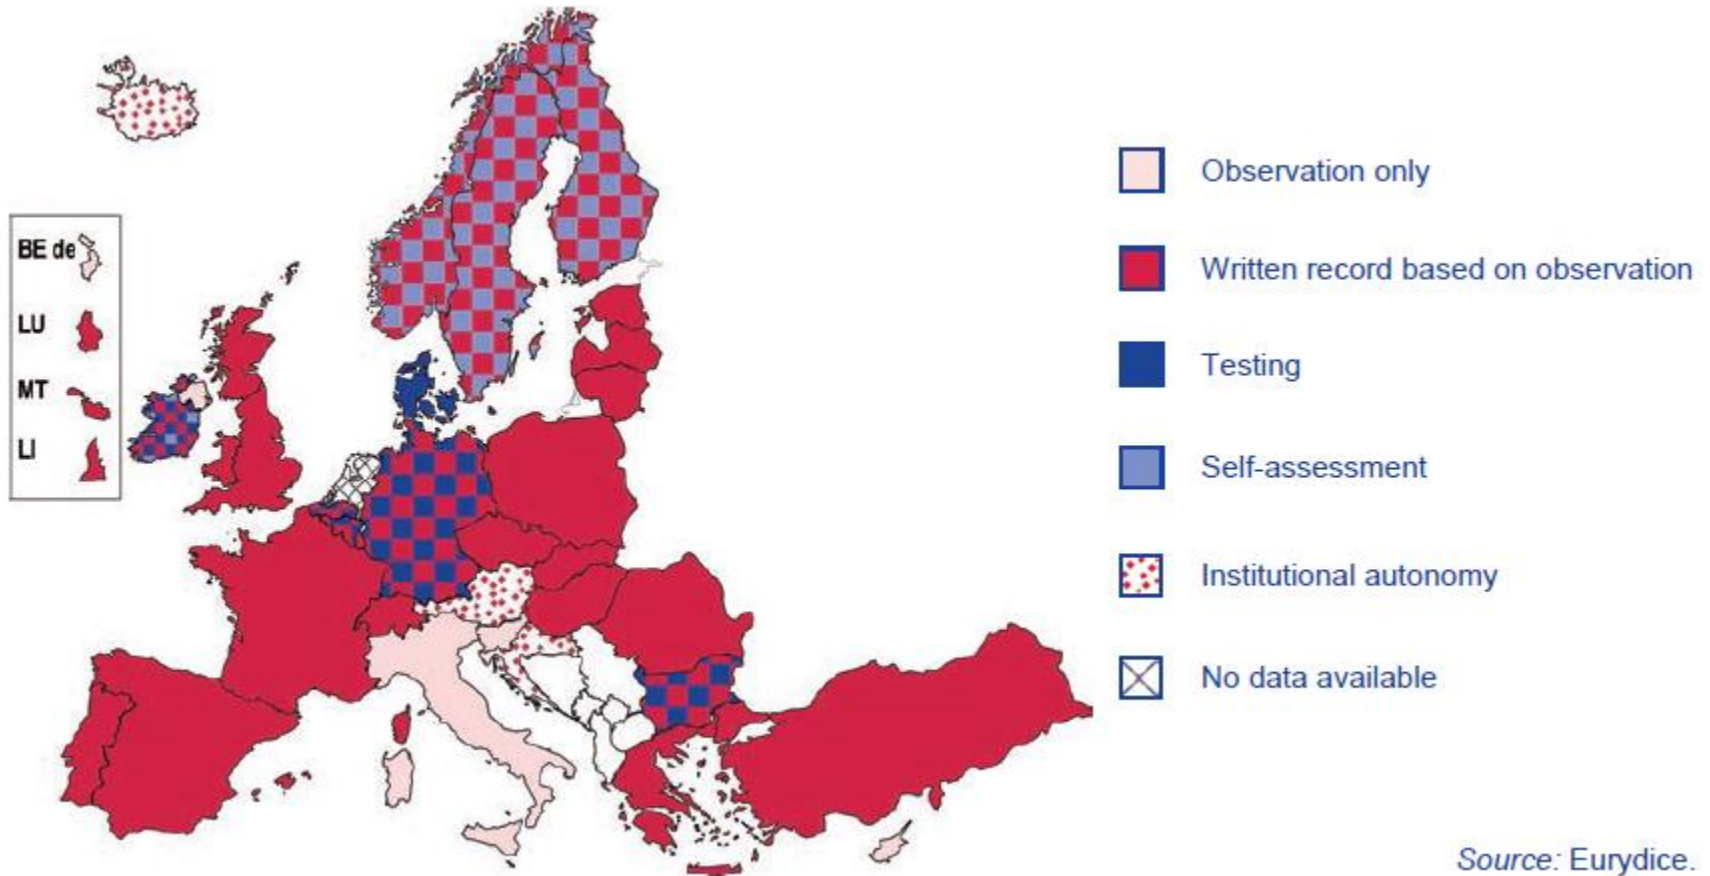 BE de
LU
MT
LI
Observation only
Written record based on observation
Testing
Self-assessment
Institutional autonomy
No data available
Source: Eurydice.